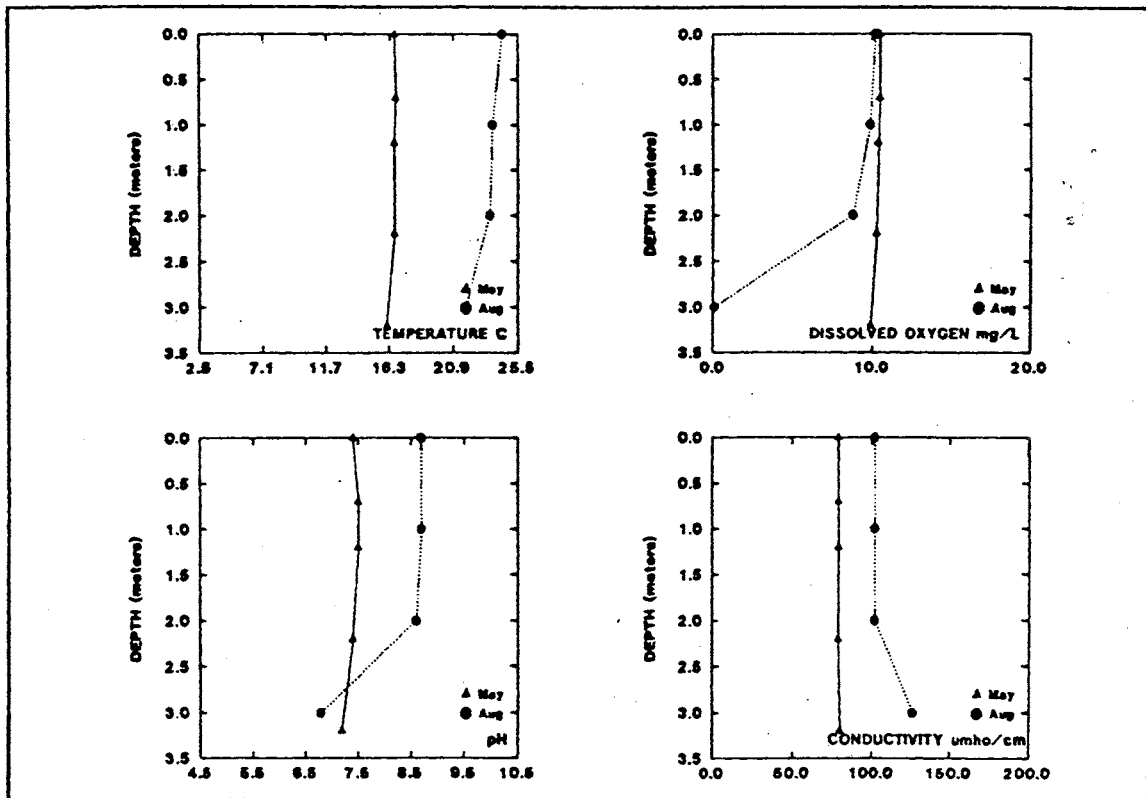 0.0
0.5
1.0
1.5
2.0
2.5
3.0
3.5
DEPTH (meters)
May
Aug
TEMPERATURE C
2.5 7.1 11.7 16.3 20.9 25.5
0.0
0.5
1.0
1.5
2.0
2.5
3.0
3.5
DEPTH (meters)
May
Aug
DISSOLVED OXYGEN mg/L
0.0 10.0 20.0
0.0
0.5
1.0
1.5
2.0
2.5
3.0
3.5
DEPTH (meters)
May
Aug
pH
4.5 5.5 6.5 7.5 8.5 9.5 10.5
0.0
0.5
1.0
1.5
2.0
2.5
3.0
3.5
DEPTH (meters)
May
Aug
CONDUCTIVITY umho/cm
0.0 50.0 100.0 150.0 200.0